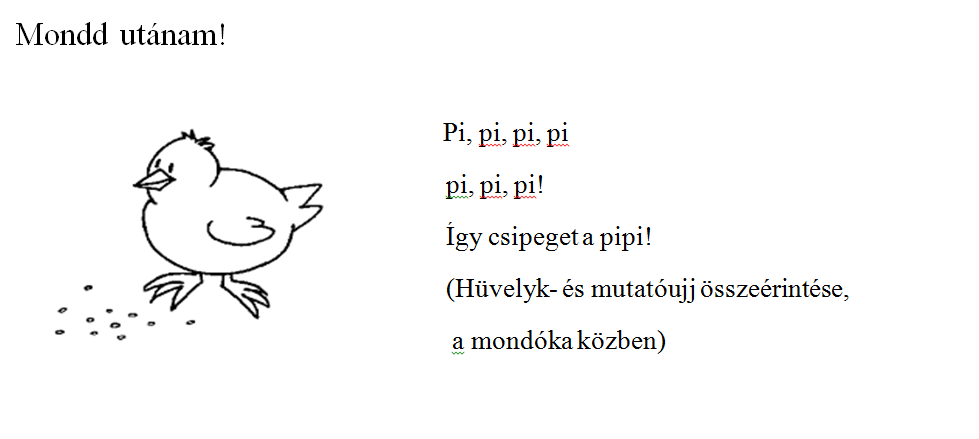 Mondd utánam!
Pi, pi, pi, pi
pi, pi, pi!
Így csipeget a pipi!
(Hüvelyk- és mutatóujj összeérintése,
a mondóka közben)